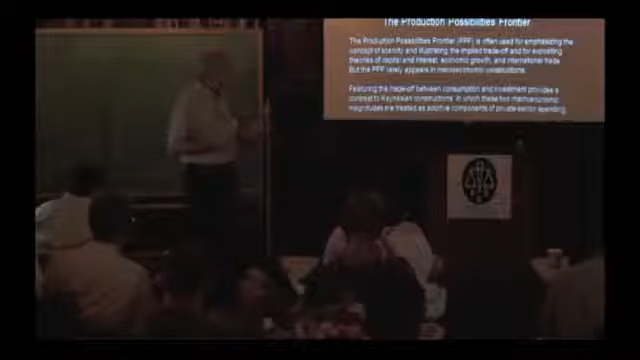 The Production Possibilities Frontier
The Production Possibilities Frontier (PPF) is often used for emphasizing the
concept of scarcity and illustrating the implied trade-off and for expositing
theories of capital and interest, economic growth, and international trade.
But the PPF rarely appears in macroeconomic constructions.
Featuring the trade-off between consumption and investment provides a
contrast to Keynesian constructions in which these two macroeconomic
magnitudes are treated as additive components of private-sector spending.